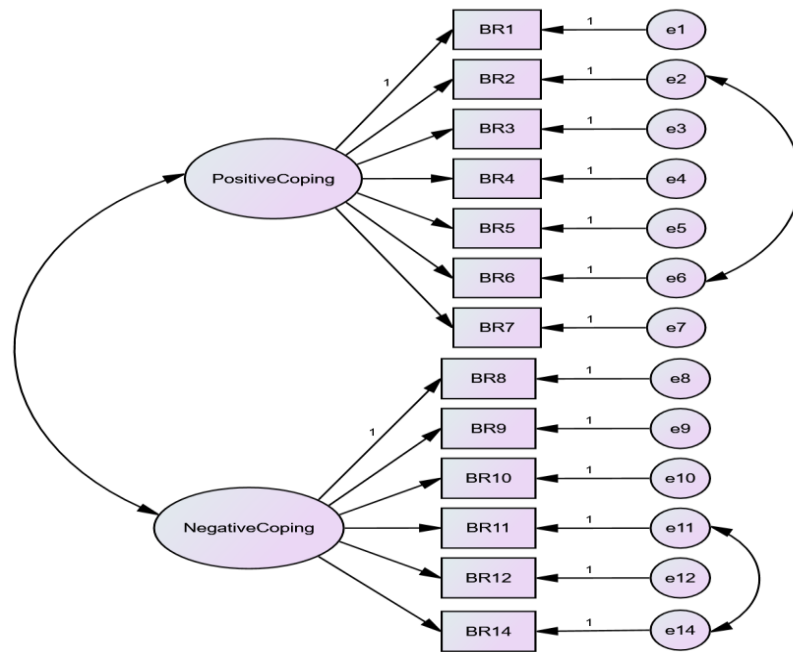 BR1 1 e1
1
BR2 1 e2
BR3 1 e3
PositiveCoping
BR4 1 e4
BR5 1 e5
BR6 1 e6
BR7 1 e7
BR8 1 e8
1
BR9 1 e9
BR10 1 e10
NegativeCoping
BR11 1 e11
BR12 1 e12
BR14 1 e14